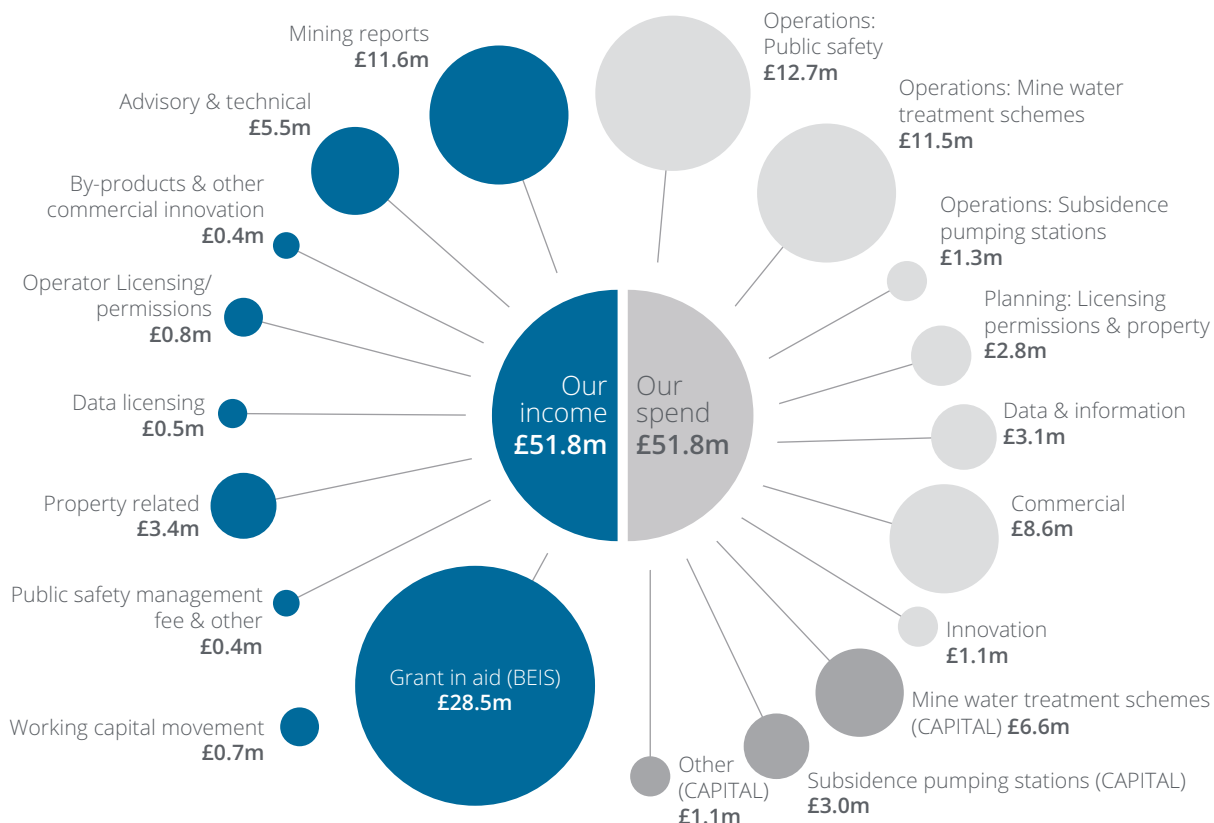 Mining reports
£11.6m
Advisory & technical
£5.5m
By-products & other
commercial innovation
£0.4m
Operator Licensing/
permissions
£0.8m
Data licensing
£0.5m
Property related
£3.4m
Public safety management
fee & other
£0.4m
Working capital movement
£0.7m
Grant in aid (BEIS)
£28.5m
Our
income
£51.8m
Our
spend
£51.8m
Operations:
Public safety
£12.7m
Operations: Mine water
treatment schemes
£11.5m
Operations: Subsidence
pumping stations
£1.3m
Planning: Licensing
permissions & property
£2.8m
Data & information
£3.1m
Commercial
£8.6m
Innovation
£1.1m
Mine water treatment schemes
(CAPITAL) £6.6m
Subsidence pumping stations (CAPITAL)
£3.0m
Other
(CAPITAL)
£1.1m